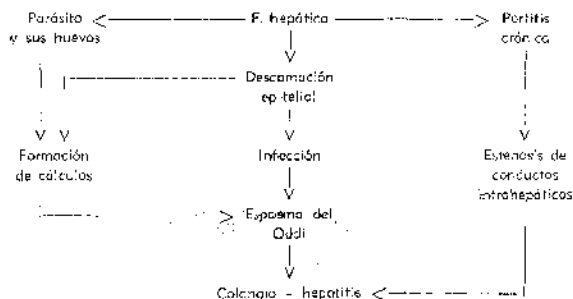 Parásito
y sus huevos
F. hepática
Portitis
crónica
Descamación
epitelial
Formación
de cálculos
Infección
Estenosis de
conductos
intrahepáticos
Espasmo del
Oddi
Colangio - hepatitis